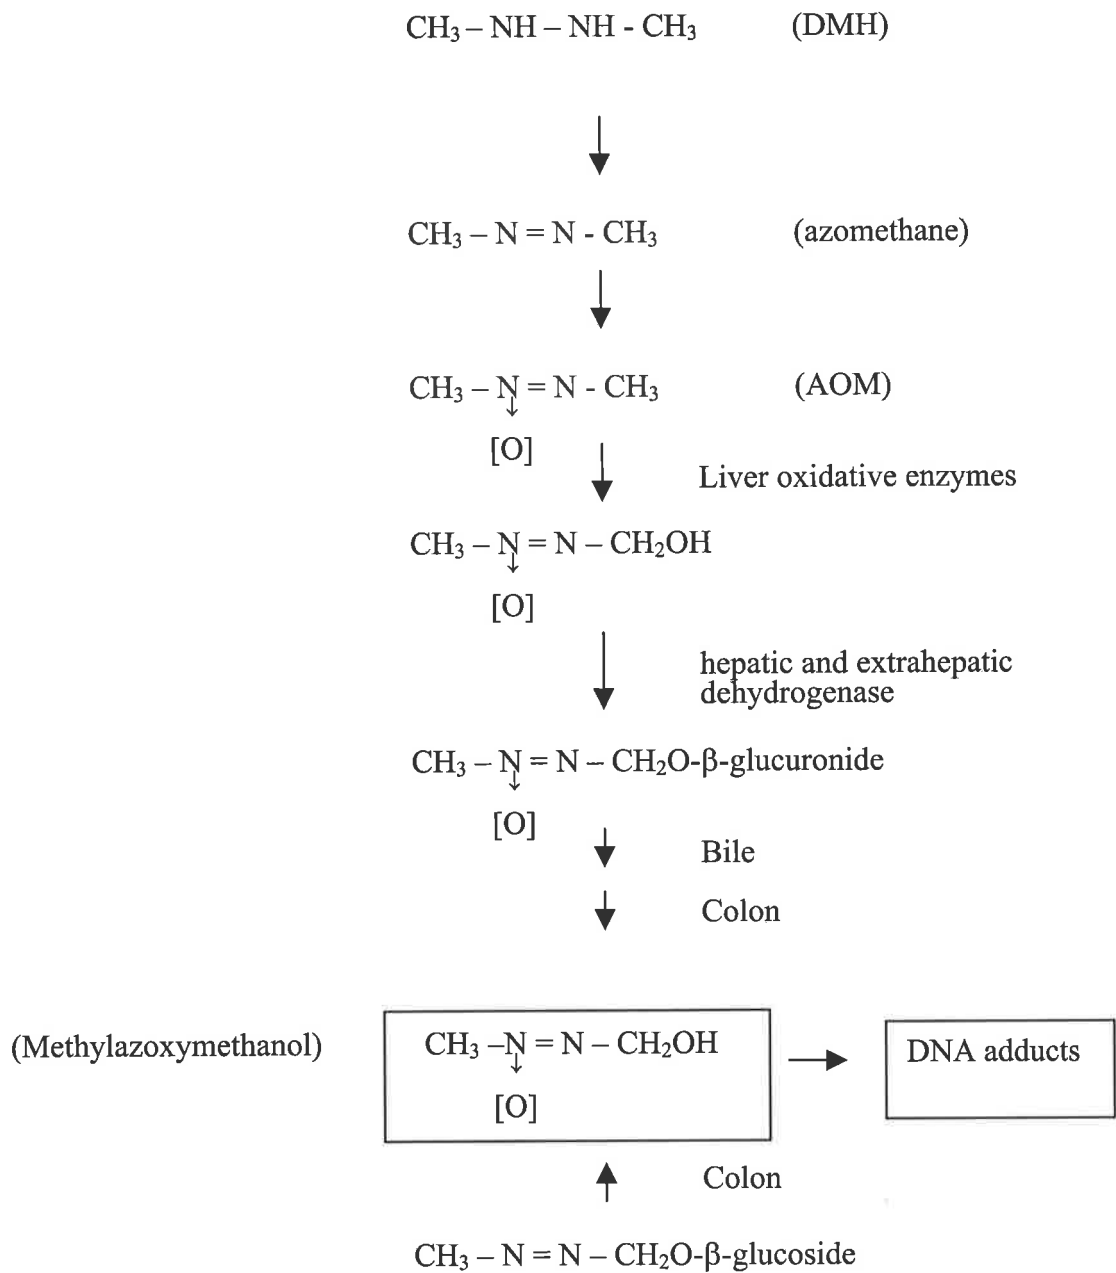 CH₃ – NH – NH - CH₃ (DMH)
CH₃ – N = N - CH₃ (azomethane)
CH₃ – N = N - CH₃ (AOM)
[O]
Liver oxidative enzymes
CH₃ – N = N – CH₂OH
[O]
hepatic and extrahepatic
dehydrogenase
CH₃ – N = N – CH₂O-β-glucuronide
[O]
Bile
Colon
(Methylazoxymethanol) CH₃ –N = N – CH₂OH DNA adducts
[O]
Colon
CH₃ – N = N – CH₂O-β-glucoside